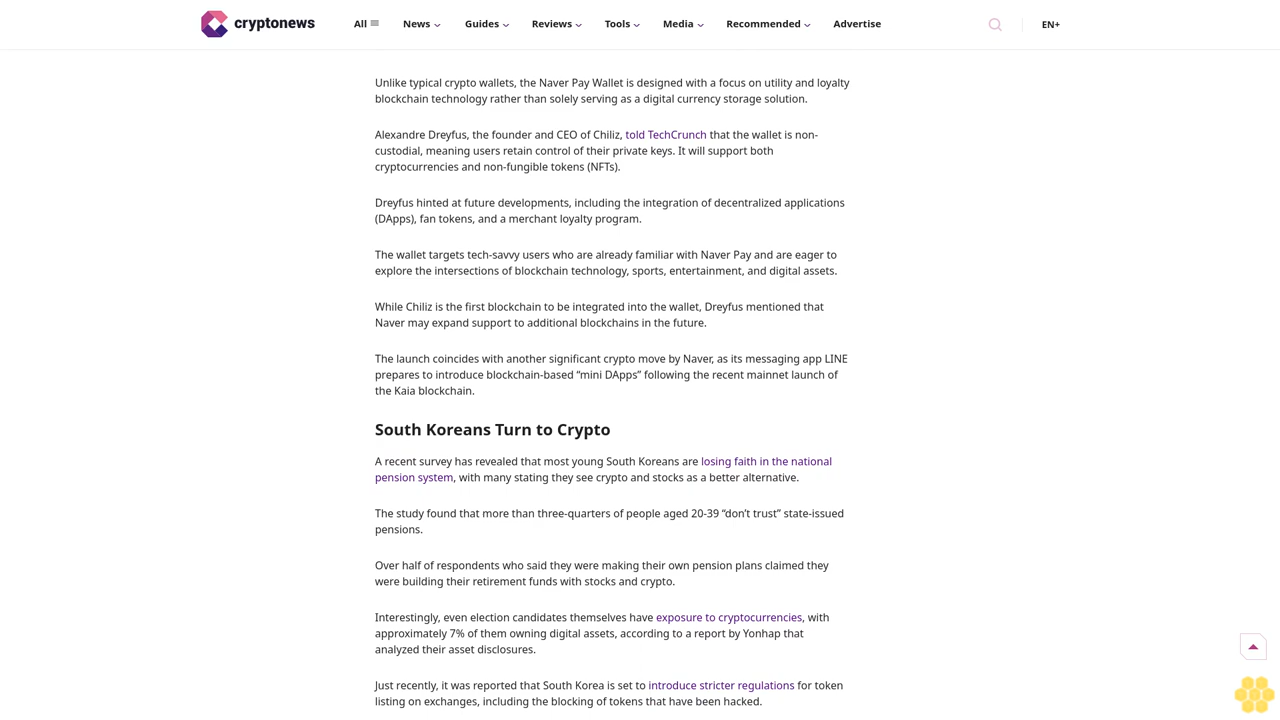 cryptonews
All
News
Guides
Reviews
Tools
Media
Recommended
Advertise
EN+
Unlike typical crypto wallets, the Naver Pay Wallet is designed with a focus on utility and loyalty
blockchain technology rather than solely serving as a digital currency storage solution.
Alexandre Dreyfus, the founder and CEO of Chiliz, told TechCrunch that the wallet is non-
custodial, meaning users retain control of their private keys. It will support both
cryptocurrencies and non-fungible tokens (NFTs).
Dreyfus hinted at future developments, including the integration of decentralized applications
(DApps), fan tokens, and a merchant loyalty program.
The wallet targets tech-savvy users who are already familiar with Naver Pay and are eager to
explore the intersections of blockchain technology, sports, entertainment, and digital assets.
While Chiliz is the first blockchain to be integrated into the wallet, Dreyfus mentioned that
Naver may expand support to additional blockchains in the future.
The launch coincides with another significant crypto move by Naver, as its messaging app LINE
prepares to introduce blockchain-based “mini DApps” following the recent mainnet launch of
the Kaia blockchain.
South Koreans Turn to Crypto
A recent survey has revealed that most young South Koreans are losing faith in the national
pension system, with many stating they see crypto and stocks as a better alternative.
The study found that more than three-quarters of people aged 20-39 “don’t trust” state-issued
pensions.
Over half of respondents who said they were making their own pension plans claimed they
were building their retirement funds with stocks and crypto.
Interestingly, even election candidates themselves have exposure to cryptocurrencies, with
approximately 7% of them owning digital assets, according to a report by Yonhap that
analyzed their asset disclosures.
Just recently, it was reported that South Korea is set to introduce stricter regulations for token
listing on exchanges, including the blocking of tokens that have been hacked.